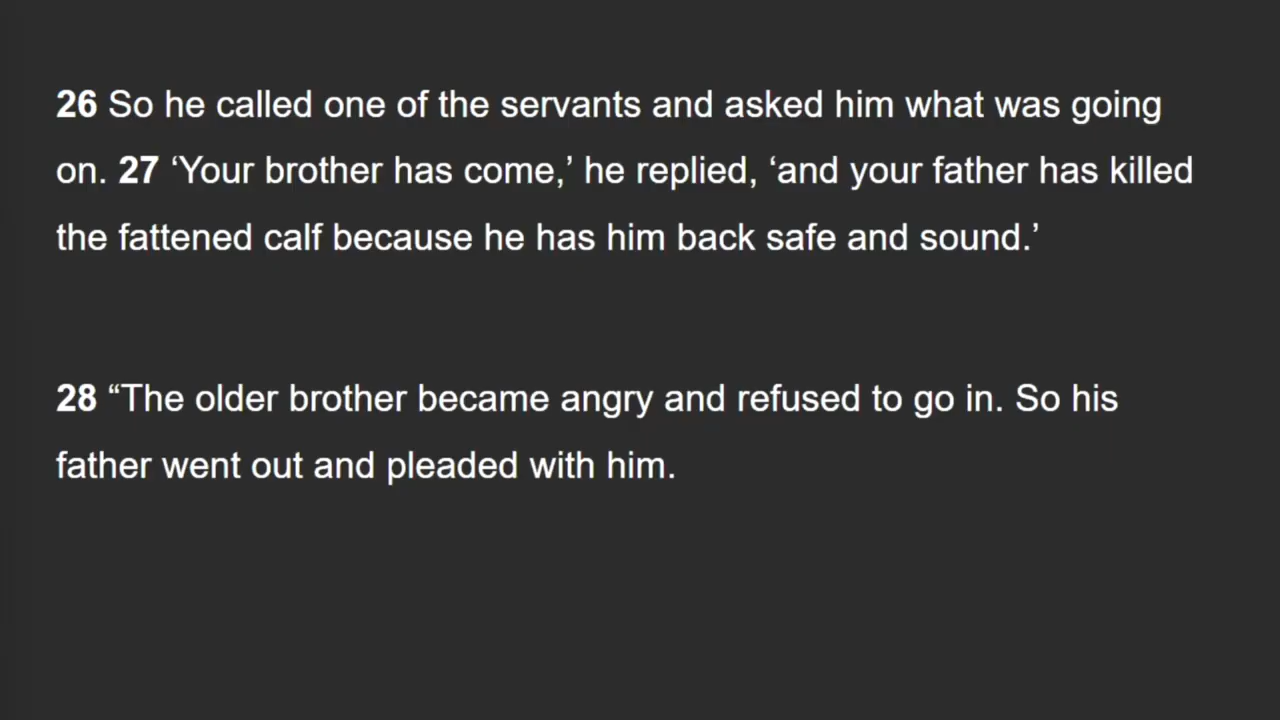 26 So he called one of the servants and asked him what was going
on. 27 ‘Your brother has come,’ he replied, ‘and your father has killed
the fattened calf because he has him back safe and sound.’
28 “The older brother became angry and refused to go in. So his
father went out and pleaded with him.